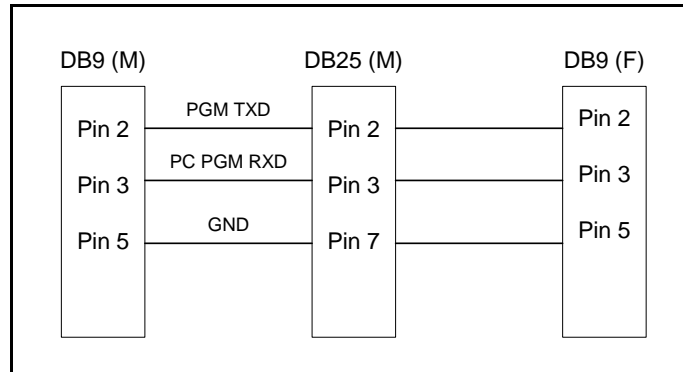 DB9 (M) DB25 (M) DB9 (F)
Pin 2 PGM TXD Pin 2 Pin 2
Pin 3 PC PGM RXD Pin 3 Pin 3
Pin 5 GND Pin 7 Pin 5